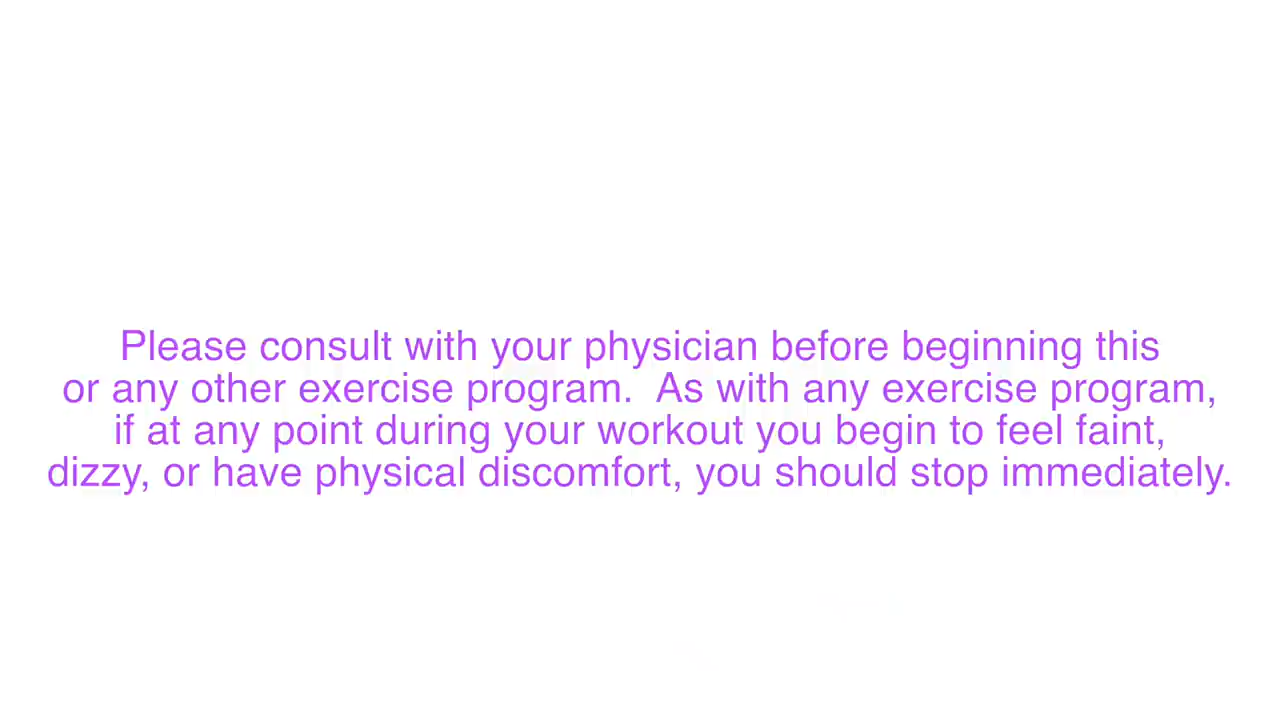 Please consult with your physician before beginning this
or any other exercise program.  As with any exercise program,
if at any point during your workout you begin to feel faint,
dizzy, or have physical discomfort, you should stop immediately.